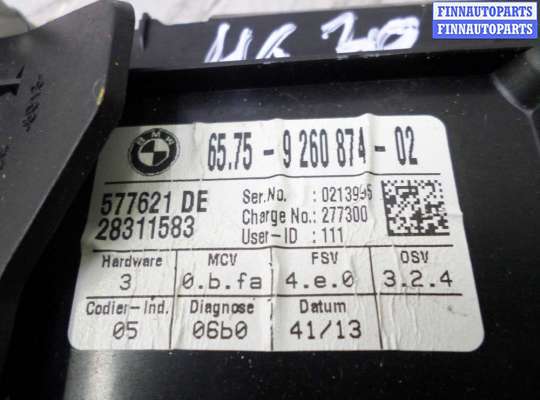 FINNAUTOPARTS
FINNAUTOPARTS
BMW
65.75 - 9 260 874 - 02
577621 DE
28311583
Ser.No. : 0213995
Charge No.: 277300
User-ID : 111
Hardware MCV FSV OSV
3 0.b.fa 4.e.0 3.2.4
Codier-Ind. Diagnose Datum
05 06b0 41/13